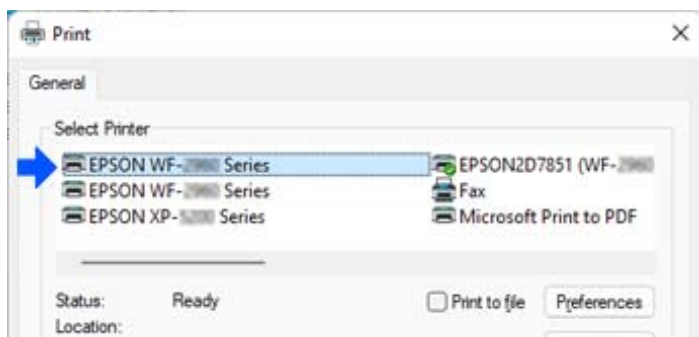 Print
General
Select Printer
EPSON WF- Series
EPSON2D7851 (WF-
EPSON WF- Series
Fax
EPSON XP- Series
Microsoft Print to PDF
Status: Ready
Print to file
Preferences
Location: